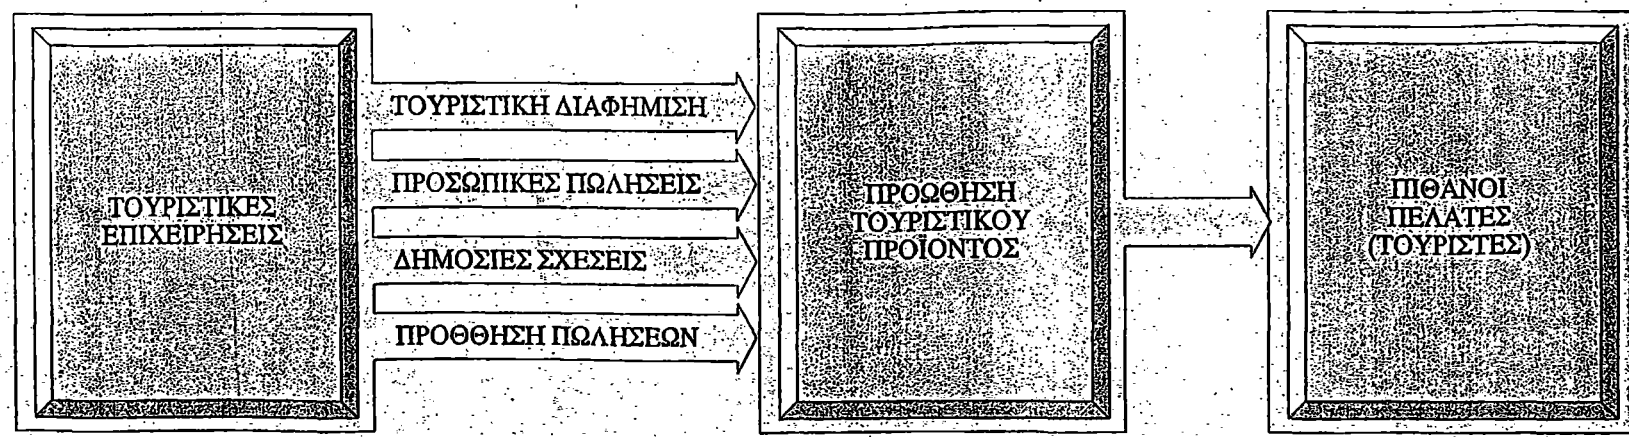 ΤΟΥΡΙΣΤΙΚΕΣ
ΕΠΙΧΕΙΡΗΣΕΙΣ
ΤΟΥΡΙΣΤΙΚΗ ΔΙΑΦΗΜΙΣΗ
ΠΡΟΣΩΠΙΚΕΣ ΠΩΛΗΣΕΙΣ
ΔΗΜΟΣΙΕΣ ΣΧΕΣΕΙΣ
ΠΡΟΘΘΗΣΗ ΠΩΛΗΣΕΩΝ
ΠΡΟΩΘΗΣΗ
ΤΟΥΡΙΣΤΙΚΟΥ
ΠΡΟΪΟΝΤΟΣ
ΠΙΘΑΝΟΙ
ΠΕΛΑΤΕΣ
(ΤΟΥΡΙΣΤΕΣ)